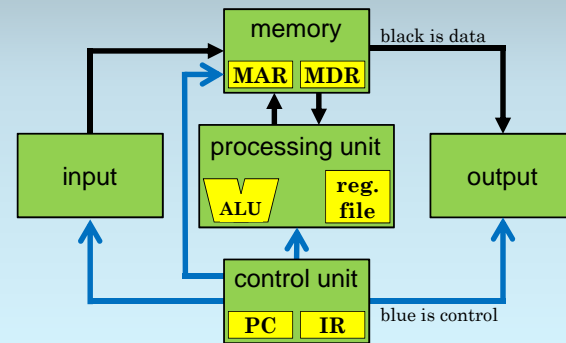 memory
black is data
MAR MDR
input
processing unit
ALU
reg.
file
output
control unit
PC IR
blue is control